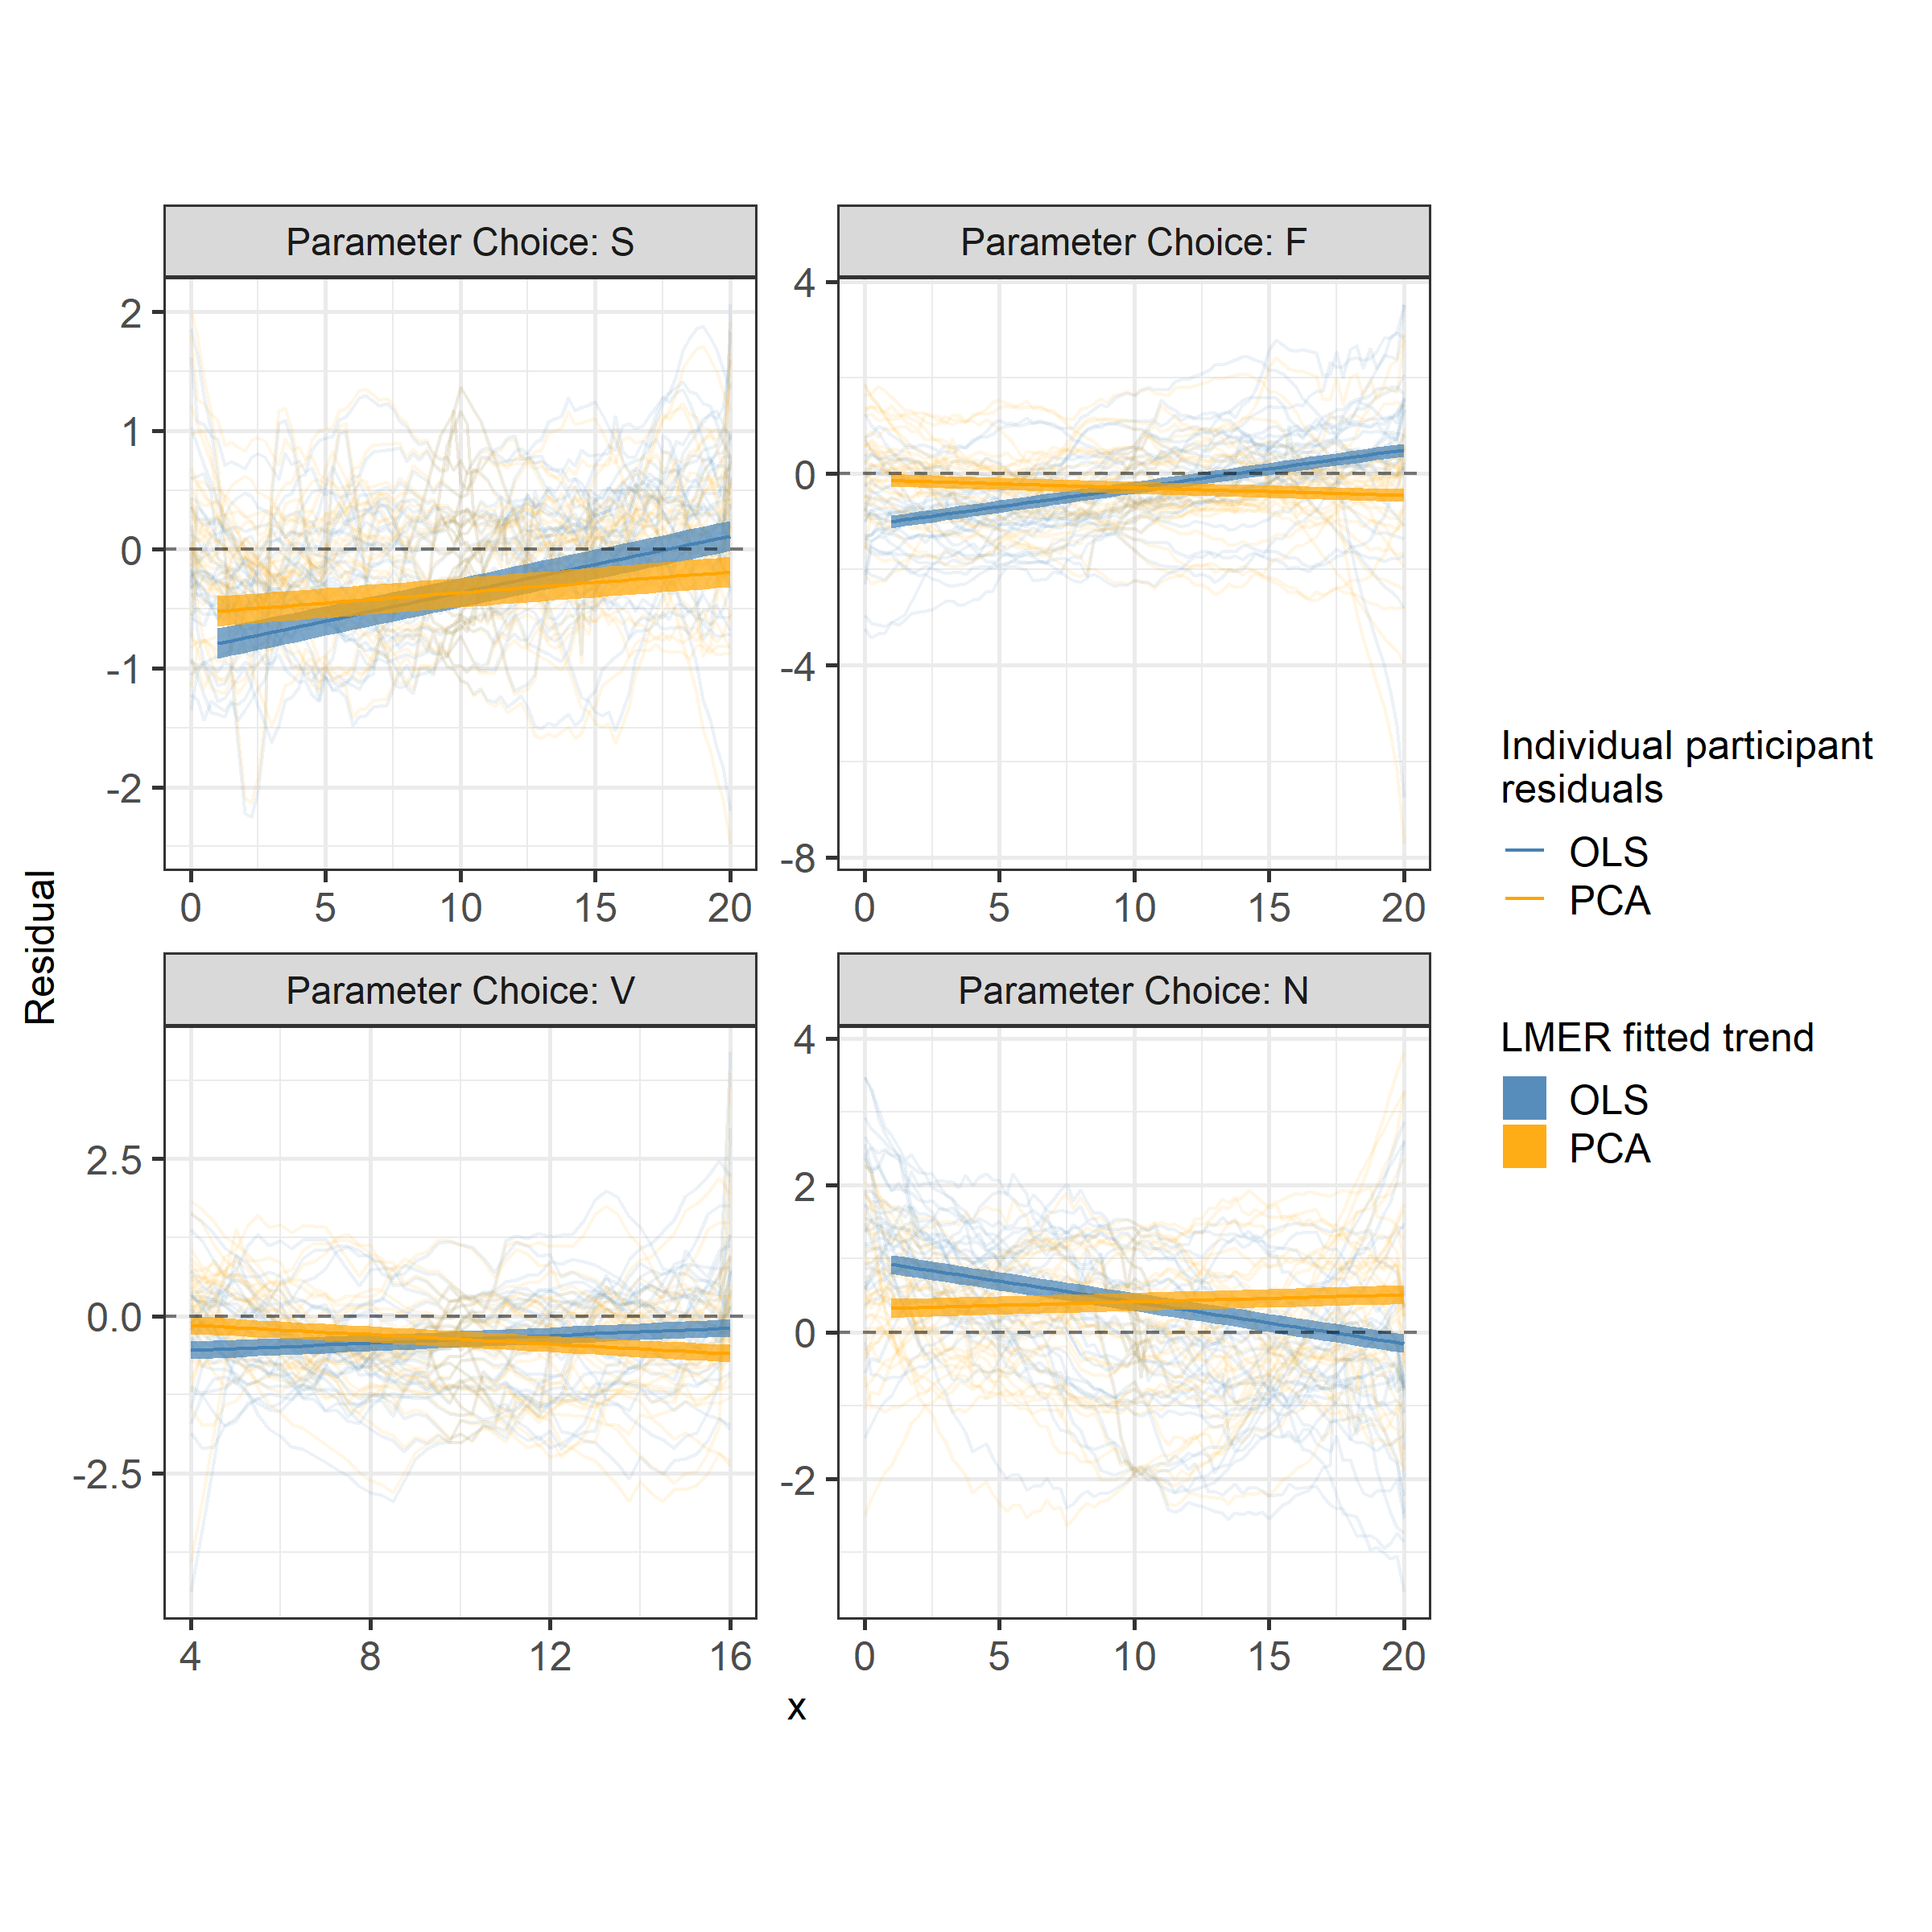 Parameter Choice: S
Parameter Choice: F
2
1
0
-1
-2
0 5 10 15 20
4
0
-4
-8
0 5 10 15 20
Residual
Parameter Choice: V
Parameter Choice: N
2.5
0.0
-2.5
4 8 12 16
4
2
0
-2
0 5 10 15 20
x
Individual participant
residuals
OLS
PCA
LMER fitted trend
OLS
PCA